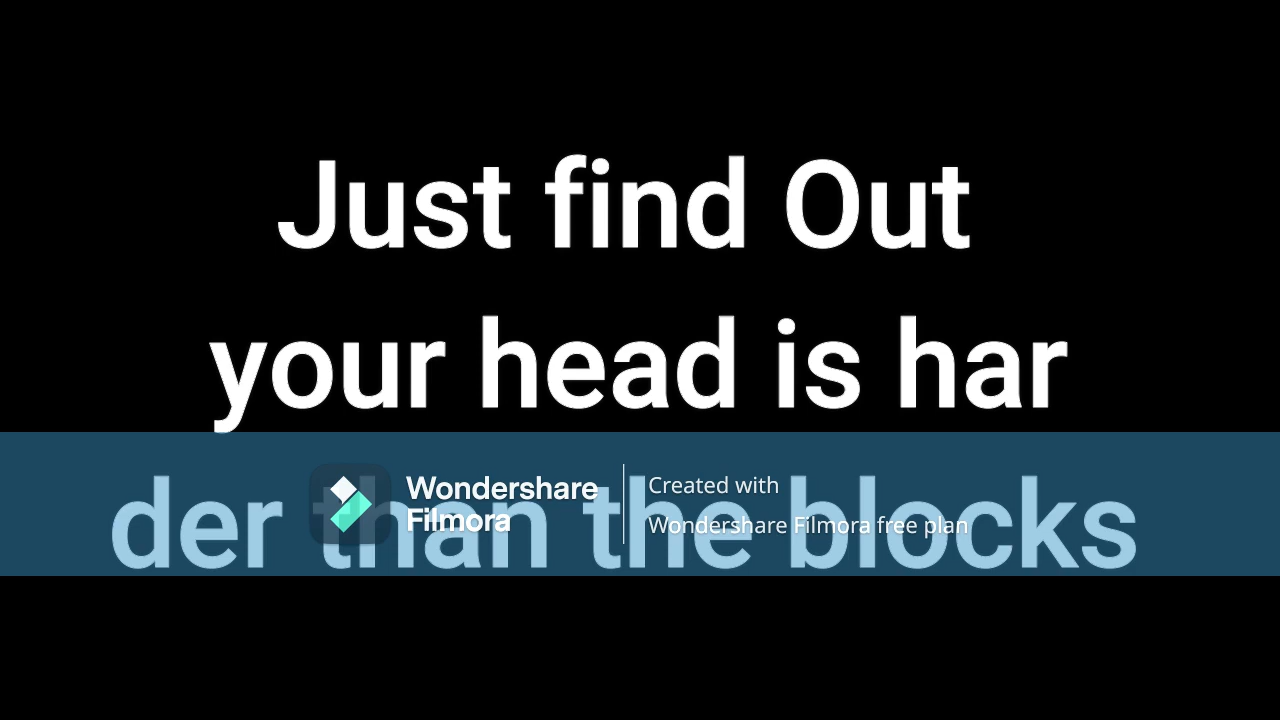 Just find Out
your head is har
der than the blocks
Wondershare
Filmora
Created with
Wondershare Filmora free plan